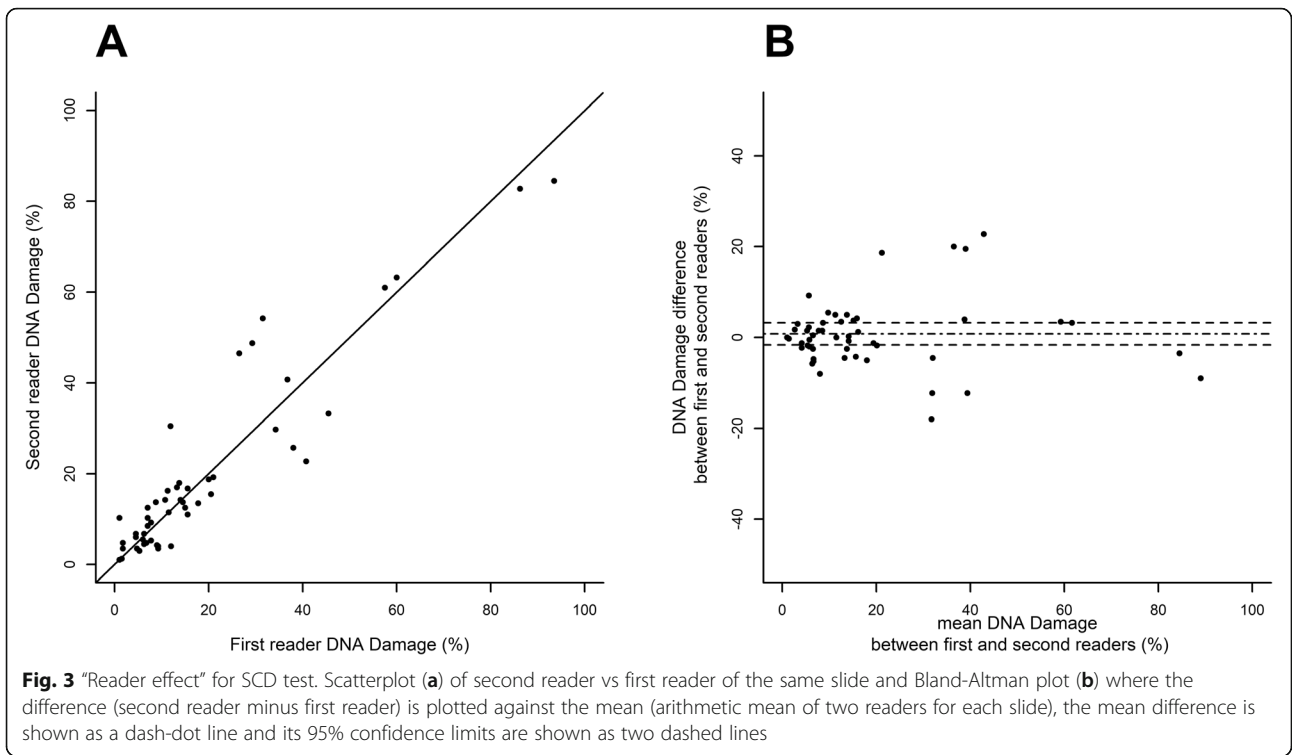 A
B
100
80
60
40
20
0
Second reader DNA Damage (%)
0 20 40 60 80 100
First reader DNA Damage (%)
40
20
0
-20
-40
DNA Damage difference
between first and second readers (%)
0 20 40 60 80 100
mean DNA Damage
between first and second readers (%)
Fig. 3 "Reader effect" for SCD test. Scatterplot (a) of second reader vs first reader of the same slide and Bland-Altman plot (b) where the
difference (second reader minus first reader) is plotted against the mean (arithmetic mean of two readers for each slide), the mean difference is
shown as a dash-dot line and its 95% confidence limits are shown as two dashed lines